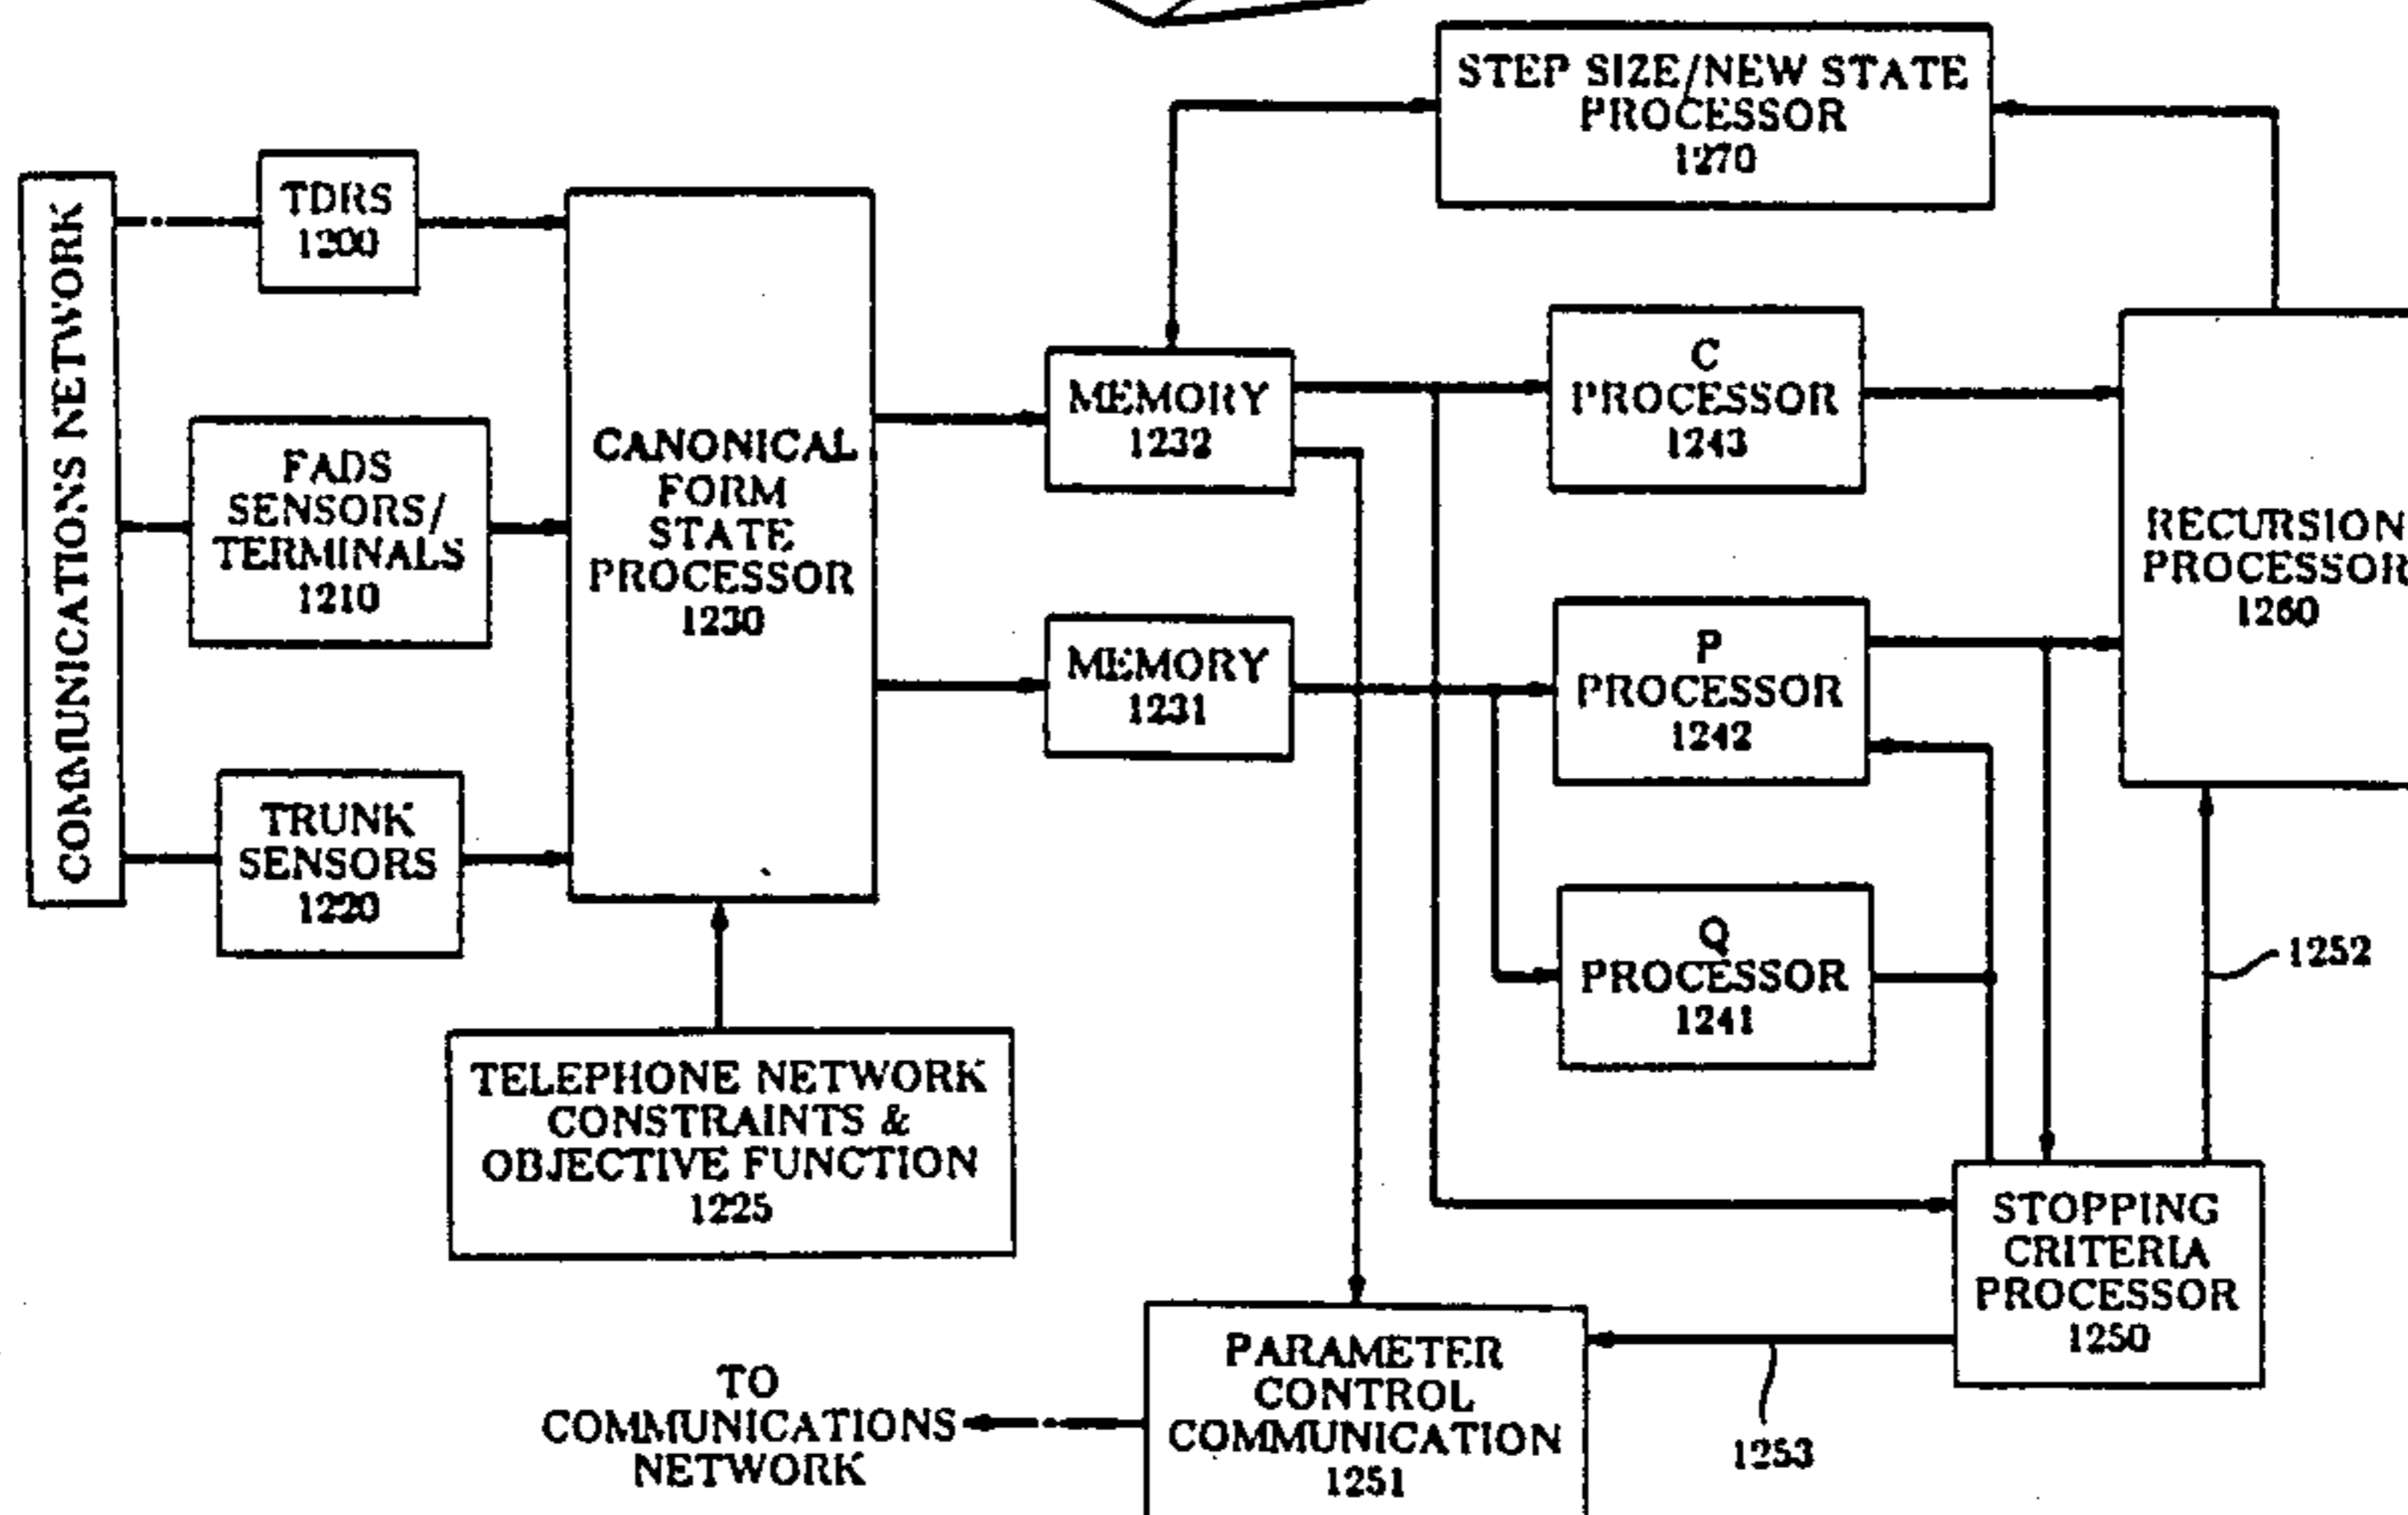 STEP SIZE/NEW STATE
PROCESSOR
1270
COMMUNICATIONS NETWORK
TDRS
1200
FADS
SENSORS/
TERMINALS
1210
TRUNK
SENSORS
1220
CANONICAL
FORM
STATE
PROCESSOR
1230
TELEPHONE NETWORK
CONSTRAINTS &
OBJECTIVE FUNCTION
1225
MEMORY
1232
MEMORY
1231
C
PROCESSOR
1243
P
PROCESSOR
1242
Q
PROCESSOR
1241
RECURSION
PROCESSOR
1260
1252
STOPPING
CRITERIA
PROCESSOR
1250
1253
PARAMETER
CONTROL
COMMUNICATION
1251
TO
COMMUNICATIONS
NETWORK